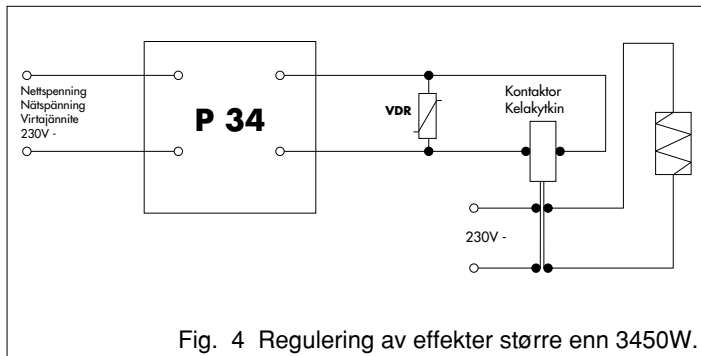 Nettspenning
Nätspänning
Virtajännite
230V -
P 34
VDR
Kontaktor
Kelakytkin
230V -
Fig. 4 Regulering av effekter større enn 3450W.